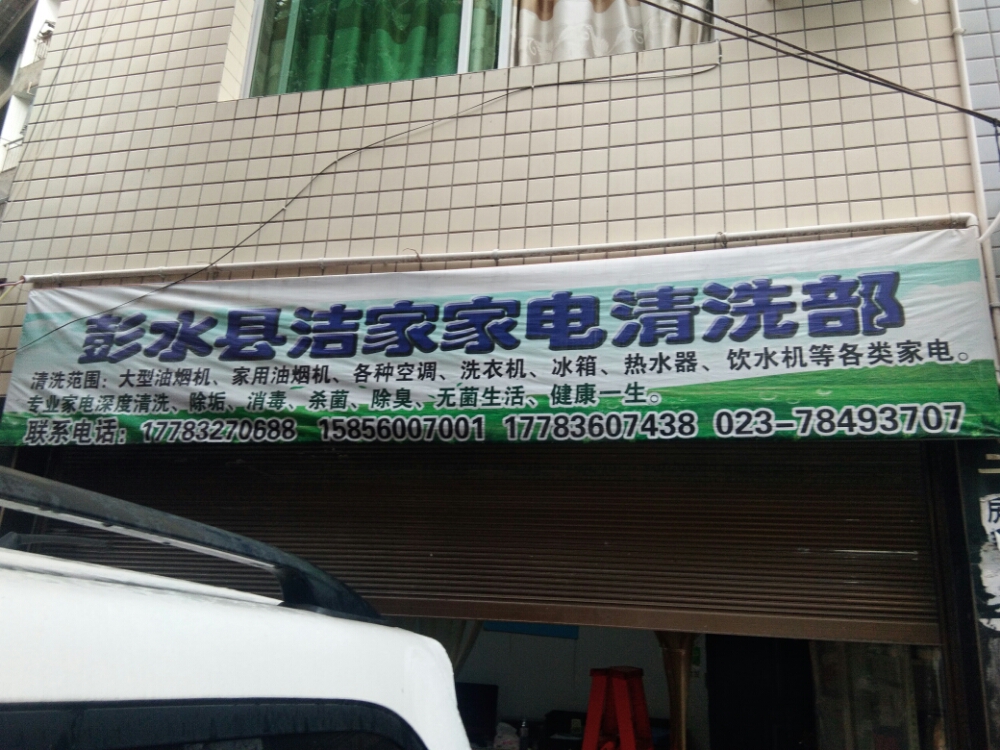 彭水县洁家家电清洗部
清洗范围：大型油烟机、家用油烟机、各种空调、洗衣机、冰箱、热水器、饮水机等各类家电。
专业家电深度清洗、除垢、消毒、杀菌、除臭、无菌生活、健康一生。
联系电话：17783270688 15856007001 17783607438 023-78493707